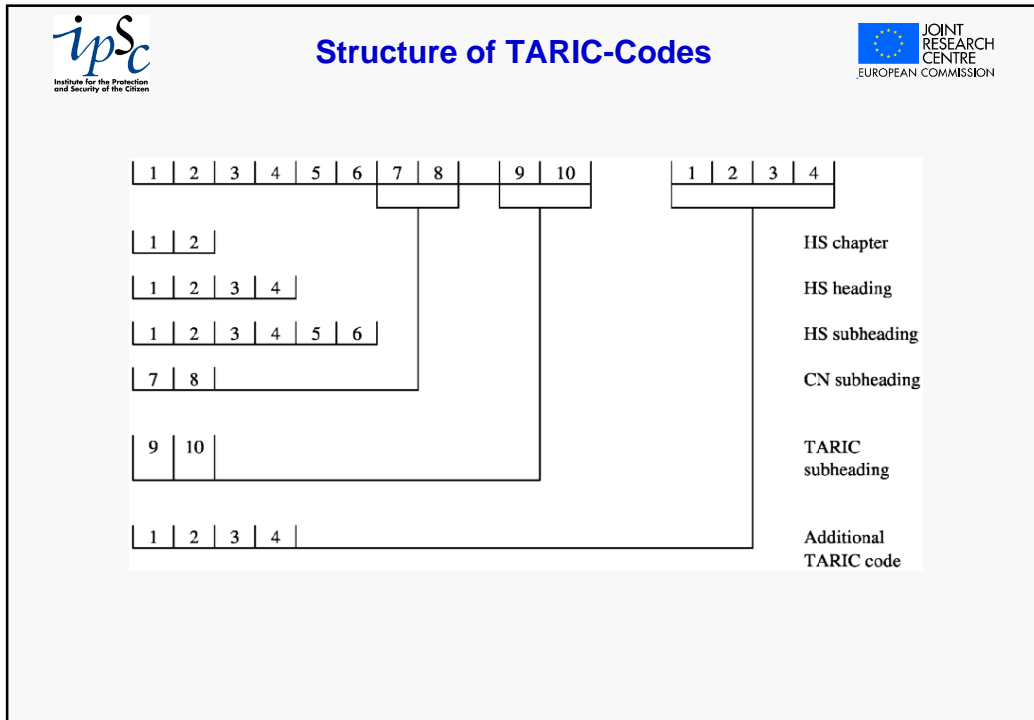 ipSc
Institute for the Protection
and Security of the Citizen
Structure of TARIC-Codes
JOINT
RESEARCH
CENTRE
EUROPEAN COMMISSION
1 2 3 4 5 6 7 8 9 10 1 2 3 4
1 2 HS chapter
1 2 3 4 HS heading
1 2 3 4 5 6 HS subheading
7 8 CN subheading
9 10 TARIC
subheading
1 2 3 4 Additional
TARIC code